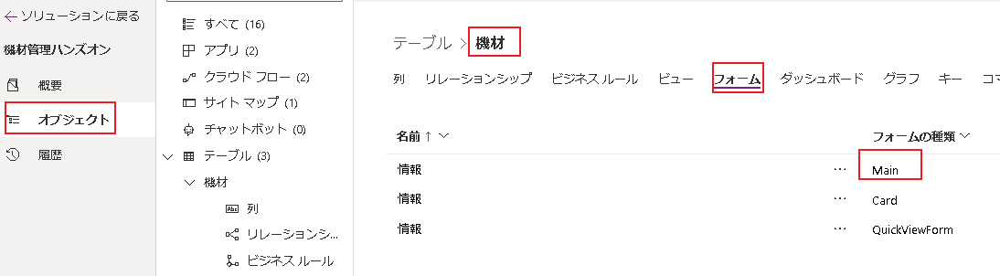 ← ソリューションに戻る
機材管理ハンズオン
概要
オブジェクト
履歴
すべて (16)
アプリ (2)
クラウド フロー (2)
サイト マップ (1)
チャットボット (0)
テーブル (3)
機材
Abc 列
リレーションシ...
ビジネス ルール
テーブル > 機材
列 リレーションシップ ビジネス ルール ビュー フォーム ダッシュボード グラフ キー コマ
名前 ↑ フォームの種類
情報 ... Main
情報 ... Card
情報 ... QuickViewForm